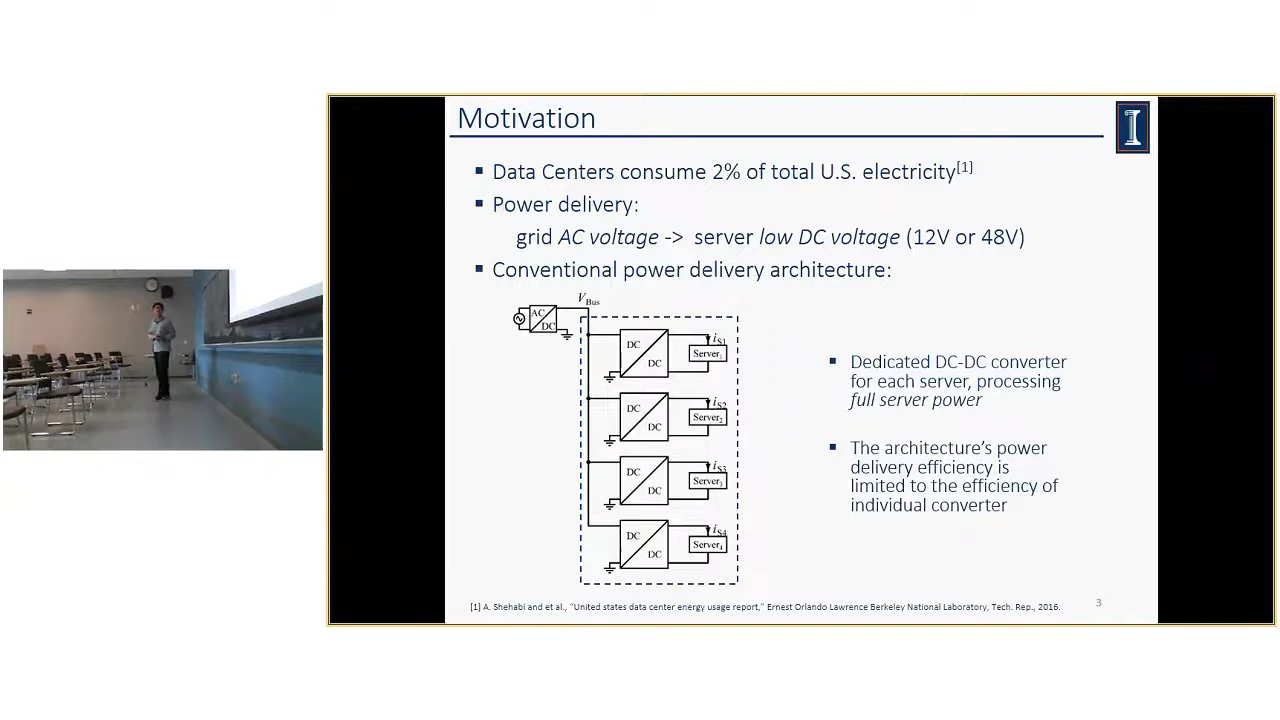 Motivation
▪ Data Centers consume 2% of total U.S. electricity[1]
▪ Power delivery:
grid AC voltage -> server low DC voltage (12V or 48V)
▪ Conventional power delivery architecture:
VBus
AC
DC
DC
DC
iS1
Server1
DC
DC
iS2
Server2
DC
DC
iS3
Server3
DC
DC
iS4
Server4
▪ Dedicated DC-DC converter
for each server, processing
full server power
▪ The architecture's power
delivery efficiency is
limited to the efficiency of
individual converter
[1] A. Shehabi and et al., "United states data center energy usage report," Ernest Orlando Lawrence Berkeley National Laboratory, Tech. Rep., 2016.
3